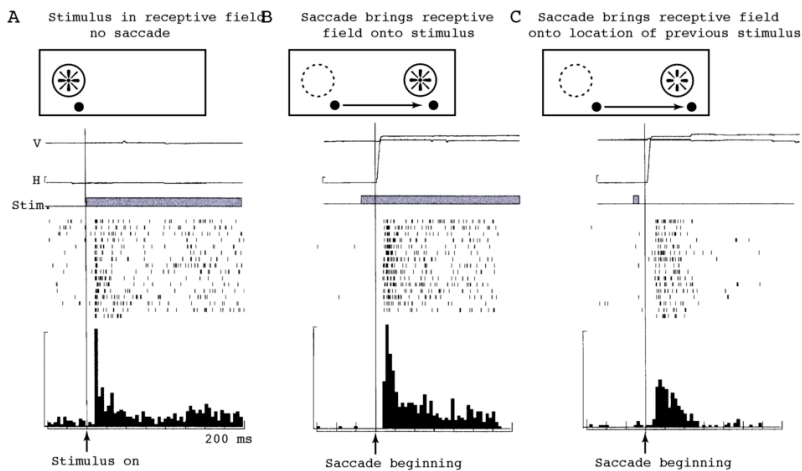 A Stimulus in receptive field
no saccade
B Saccade brings receptive
field onto stimulus
C Saccade brings receptive field
onto location of previous stimulus
V
H
Stim.
200 ms
Stimulus on
Saccade beginning
Saccade beginning